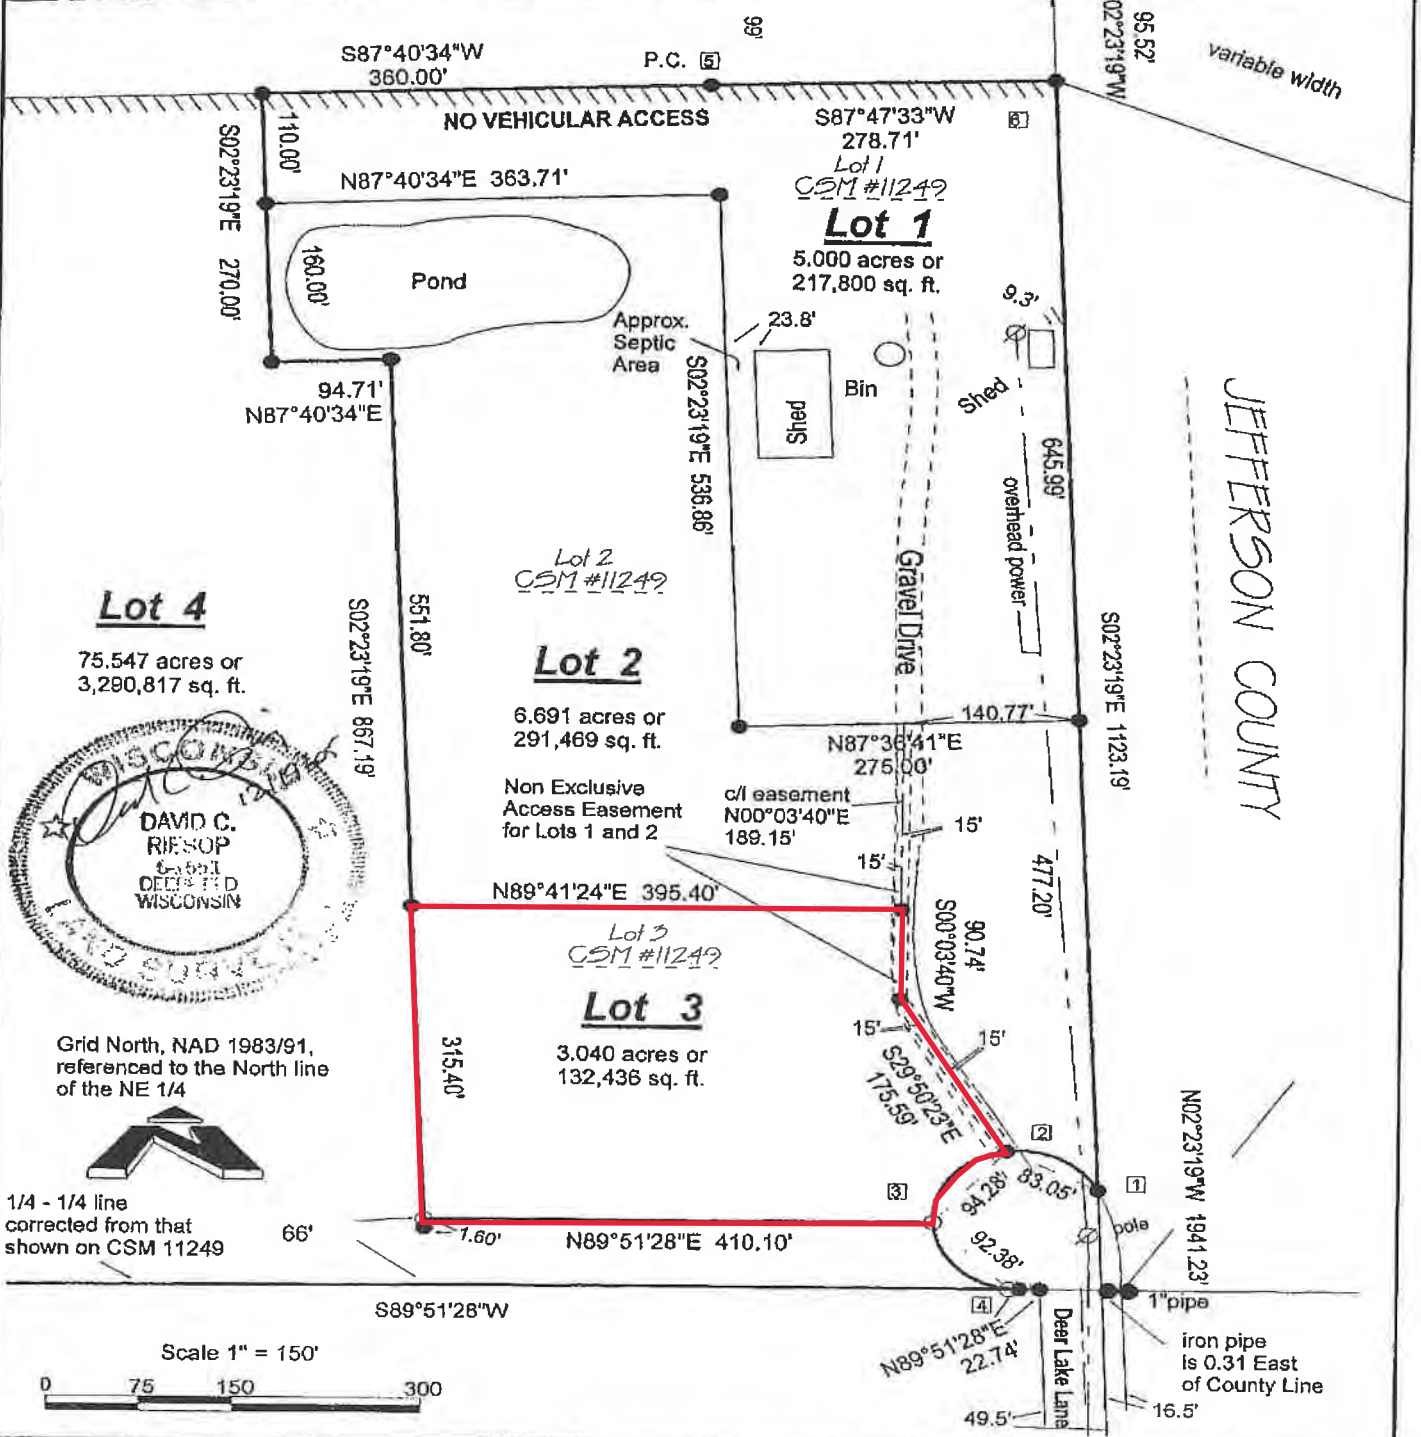 99'
95.52'
02°23'19"W
variable width
S87°40'34"W
360.00'
P.C. 5
NO VEHICULAR ACCESS
S87°47'33"W
278.71'
6
110.00'
S02°23'19"E 270.00'
N87°40'34"E 363.71'
Lot 1
CSM #11249
Lot 1
5.000 acres or
217,800 sq. ft.
160.00'
Pond
9.3'
Approx.
Septic
Area
23.8'
Shed
Bin
Shed
94.71'
N87°40'34"E
S02°23'19"E 536.86'
645.99'
overhead power
Gravel Drive
JEFFERSON COUNTY
Lot 2
CSM #11249
Lot 4
75.547 acres or
3,290,817 sq. ft.
551.80'
S02°23'19"E 867.19'
Lot 2
6.691 acres or
291,469 sq. ft.
S02°23'19"E 1123.19'
140.77'
N87°36'41"E
275.00'
Non Exclusive
Access Easement
for Lots 1 and 2
c/l easement
N00°03'40"E
189.15'
15'
15'
WISCONSIN
DAVID C.
RIESOP
WISCONSIN
LAND
477.20'
N89°41'24"E 395.40'
90.74'
S00°03'40"W
Lot 3
CSM #11249
Lot 3
3.040 acres or
132,436 sq. ft.
315.40'
15'
15'
S29°50'23"E
175.59'
Grid North, NAD 1983/91,
referenced to the North line
of the NE 1/4
N
2
1
3
94.28'
83.05'
92.38'
pole
N02°23'19"W 1941.23'
1/4 - 1/4 line
corrected from that
shown on CSM 11249
66'
1.60'
N89°51'28"E 410.10'
S89°51'28"W
4
N89°51'28"E
22.74'
1"pipe
iron pipe
is 0.31 East
of County Line
Deer Lake Lane
49.5'
16.5'
Scale 1" = 150'
0 75 150 300